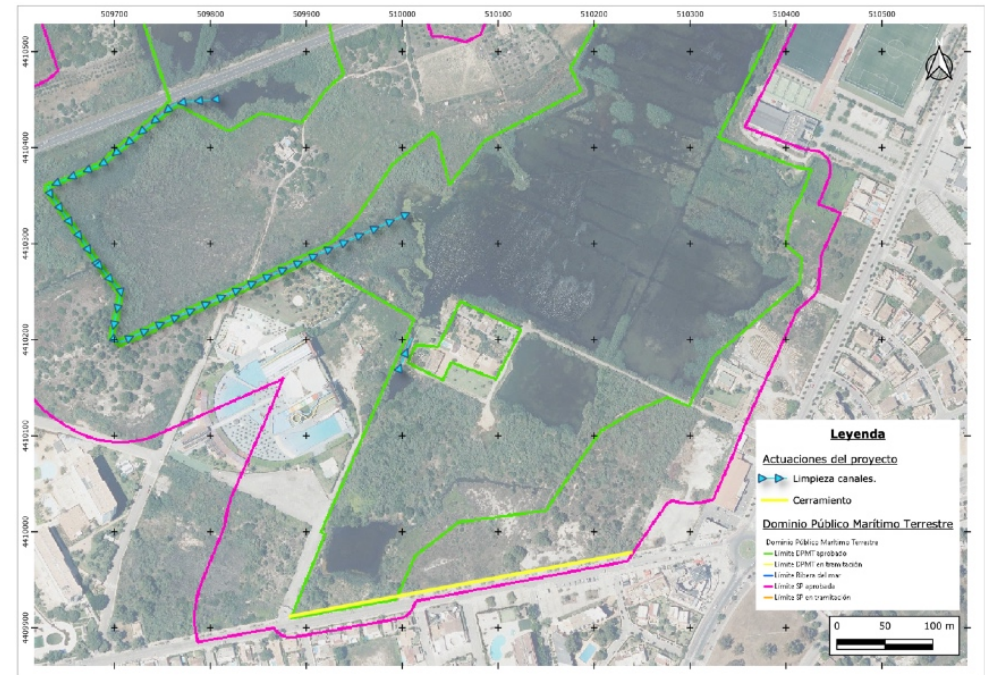 509700 509800 509900 510000 510100 510200 510300 510400 510500
4410500
4410400
4410300
4410200
4410100
4410000
4409900
N
Leyenda
Actuaciones del proyecto
Limpieza canales.
Cerramiento
Dominio Público Marítimo Terrestre
Dominio Público Marítimo Terrestre
Límite DPMT aprobado
Límite DPMT en tramitación
Límite Ribera del mar
Límite SP aprobada
Límite SP en tramitación
0 50 100 m